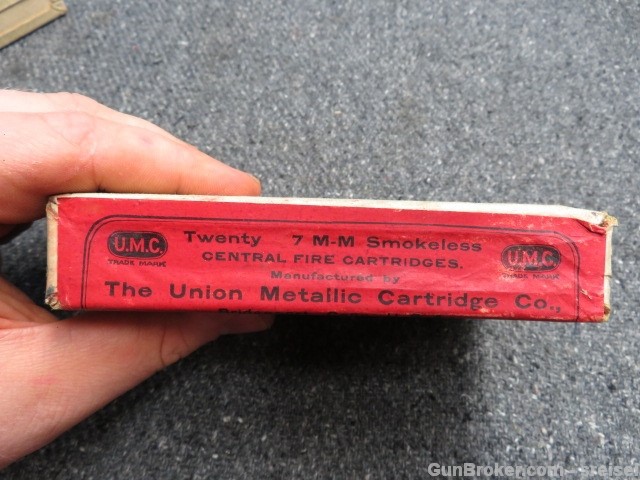 U.M.C.
TRADE MARK
Twenty 7 M-M Smokeless
CENTRAL FIRE CARTRIDGES.
Manufactured by
The Union Metallic Cartridge Co.,
U.M.C.
TRADE MARK
GunBroker.com